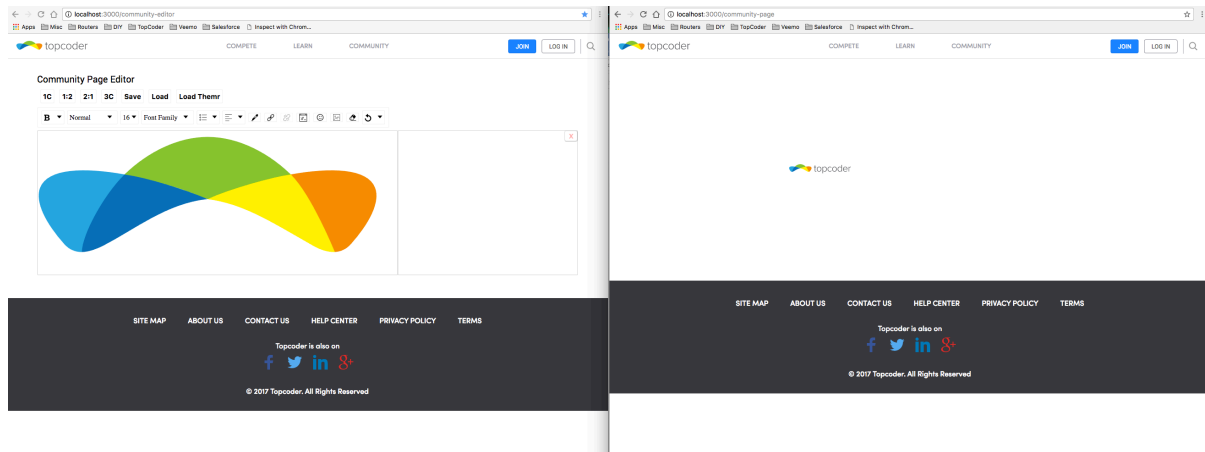 localhost:3000/community-editor
Apps Misc Routers DIY TopCoder Veemo Salesforce Inspect with Chrom...
topcoder COMPETE LEARN COMMUNITY JOIN LOG IN
Community Page Editor
1C 1:2 2:1 3C Save Load Load Themr
B Normal 16 Font Family
x
SITE MAP ABOUT US CONTACT US HELP CENTER PRIVACY POLICY TERMS
Topcoder is also on
f in 8+
© 2017 Topcoder. All Rights Reserved
localhost:3000/community-page
Apps Misc Routers DIY TopCoder Veemo Salesforce Inspect with Chrom...
topcoder COMPETE LEARN COMMUNITY JOIN LOG IN
topcoder
SITE MAP ABOUT US CONTACT US HELP CENTER PRIVACY POLICY TERMS
Topcoder is also on
f in 8+
© 2017 Topcoder. All Rights Reserved